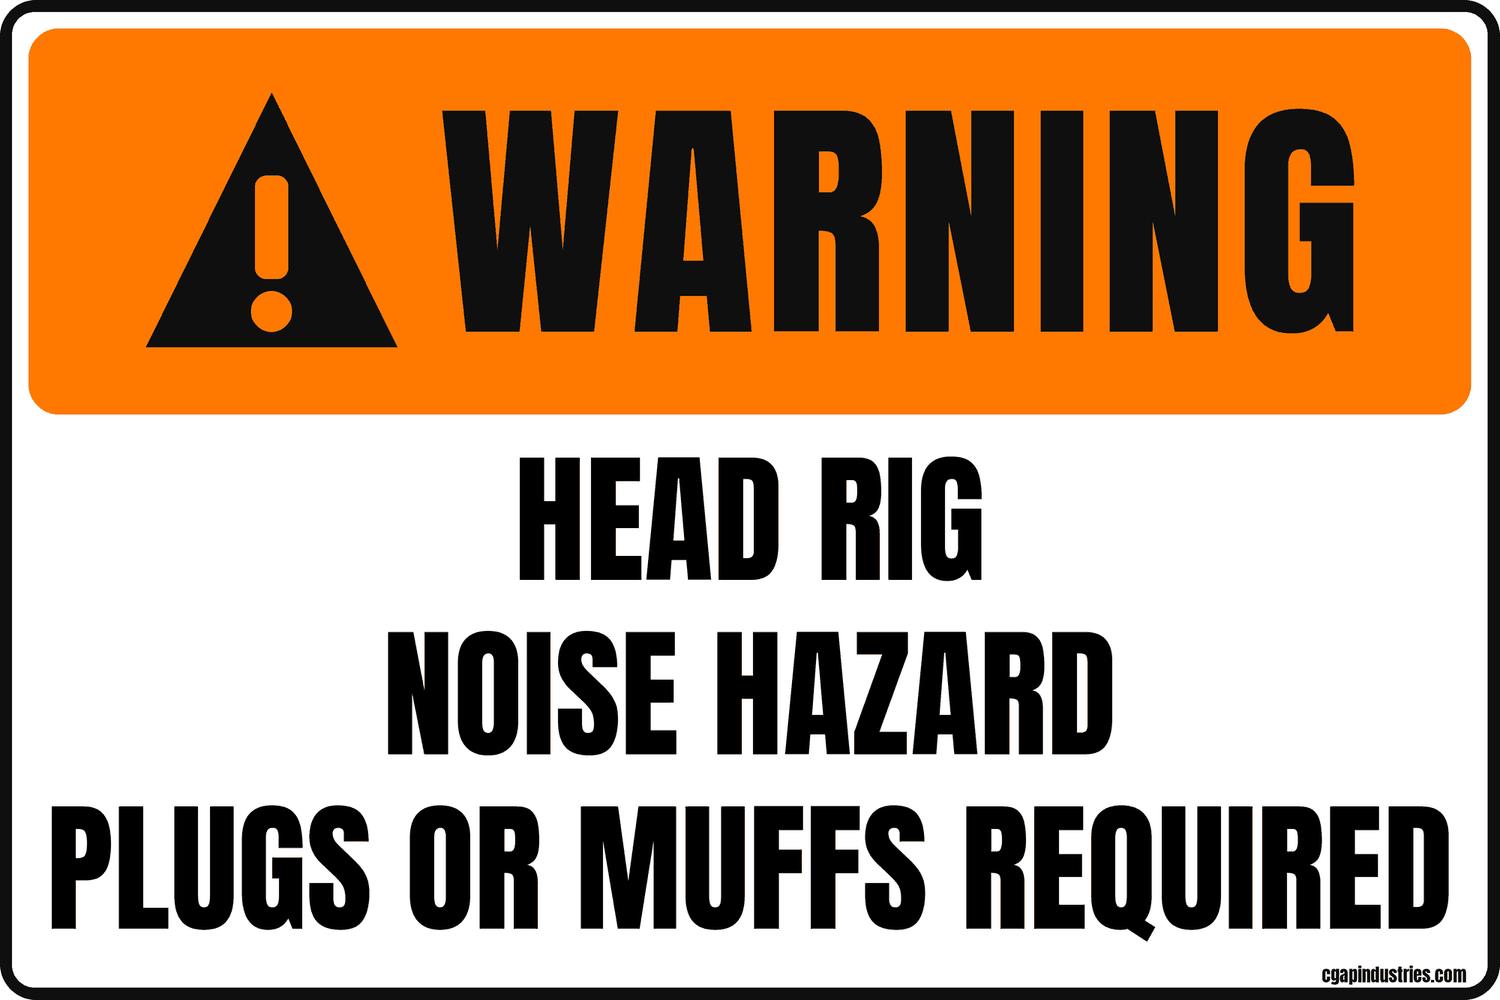 WARNING
HEAD RIG
NOISE HAZARD
PLUGS OR MUFFS REQUIRED
cgapindustries.com